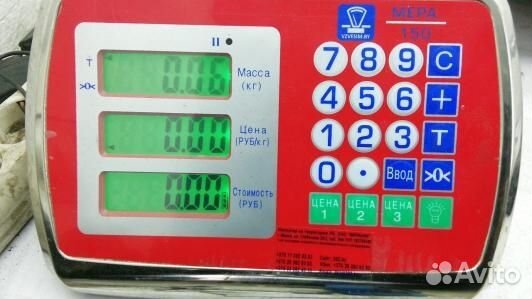 II
T
>0<
0.06
Масса
(КГ)
0.00
Цена
(РУБ/кг)
0.00
Стоимость
(РУБ)
VZVESIM.BY
МЕРА
150
7 8 9 C
4 5 6 +
1 2 3 T
0 . Ввод >0<
ЦЕНА 1
ЦЕНА 2
ЦЕНА 3
Avito